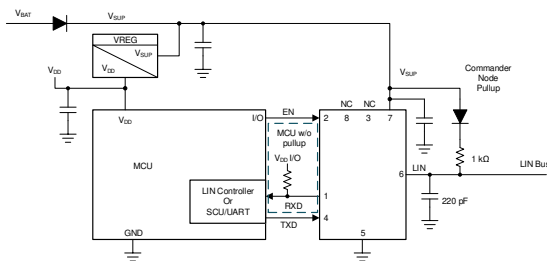 VBAT
VSUP
VREG
VSUP
VDD
VDD
VSUP
Commander
Node
Pullup
VDD
I/O
EN
2
NC
8
NC
3
7
MCU w/o
pullup
VDD I/O
MCU
1 kΩ
LIN
LIN Bus
6
LIN Controller
Or
SCU/UART
RXD
1
TXD
4
220 pF
GND
5